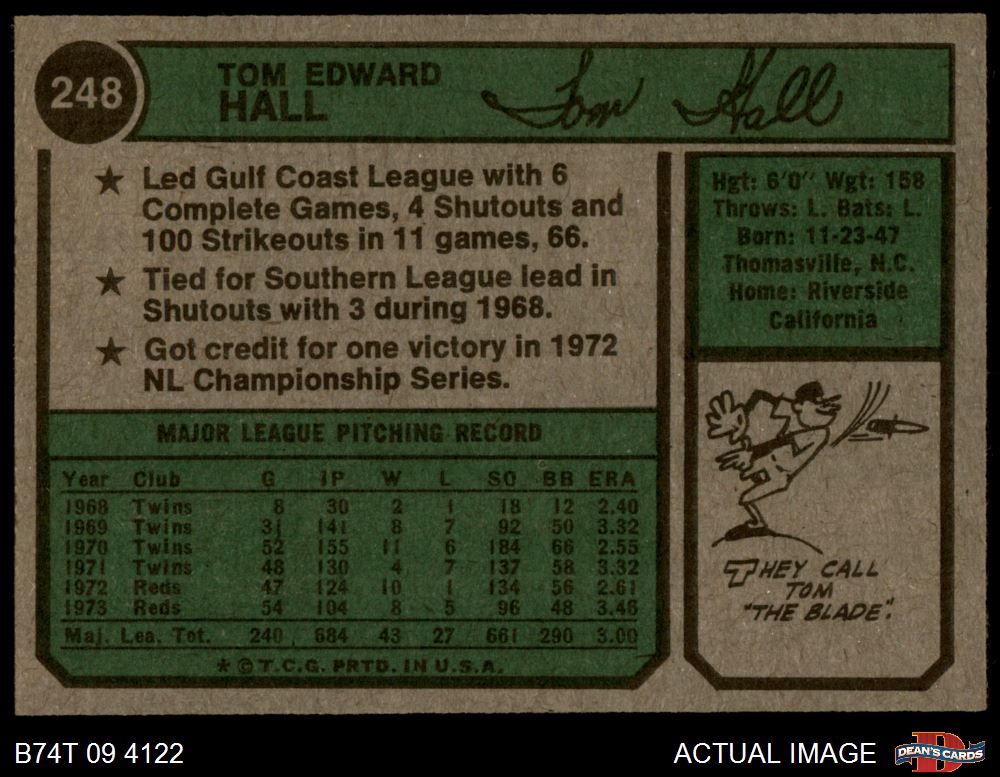 248
TOM EDWARD
HALL
Tom Hall
★ Led Gulf Coast League with 6
Complete Games, 4 Shutouts and
100 Strikeouts in 11 games, 66.
★ Tied for Southern League lead in
Shutouts with 3 during 1968.
★ Got credit for one victory in 1972
NL Championship Series.
Hgt: 6'0" Wgt: 158
Throws: L. Bats: L.
Born: 11-23-47
Thomasville, N.C.
Home: Riverside
California
MAJOR LEAGUE PITCHING RECORD
Year Club G IP W L SO BB ERA
1968 Twins 8 30 2 1 18 12 2.40
1969 Twins 31 141 8 7 92 50 3.32
1970 Twins 52 155 11 6 184 66 2.55
1971 Twins 48 130 4 7 137 58 3.32
1972 Reds 47 124 10 1 134 56 2.61
1973 Reds 54 104 8 5 96 48 3.46
Maj. Lea. Tot. 240 684 43 27 661 290 3.00
* © T.C.G. PRTD. IN U.S.A.
THEY CALL
TOM
"THE BLADE".
B74T 09 4122
ACTUAL IMAGE
DEAN'S CARDS